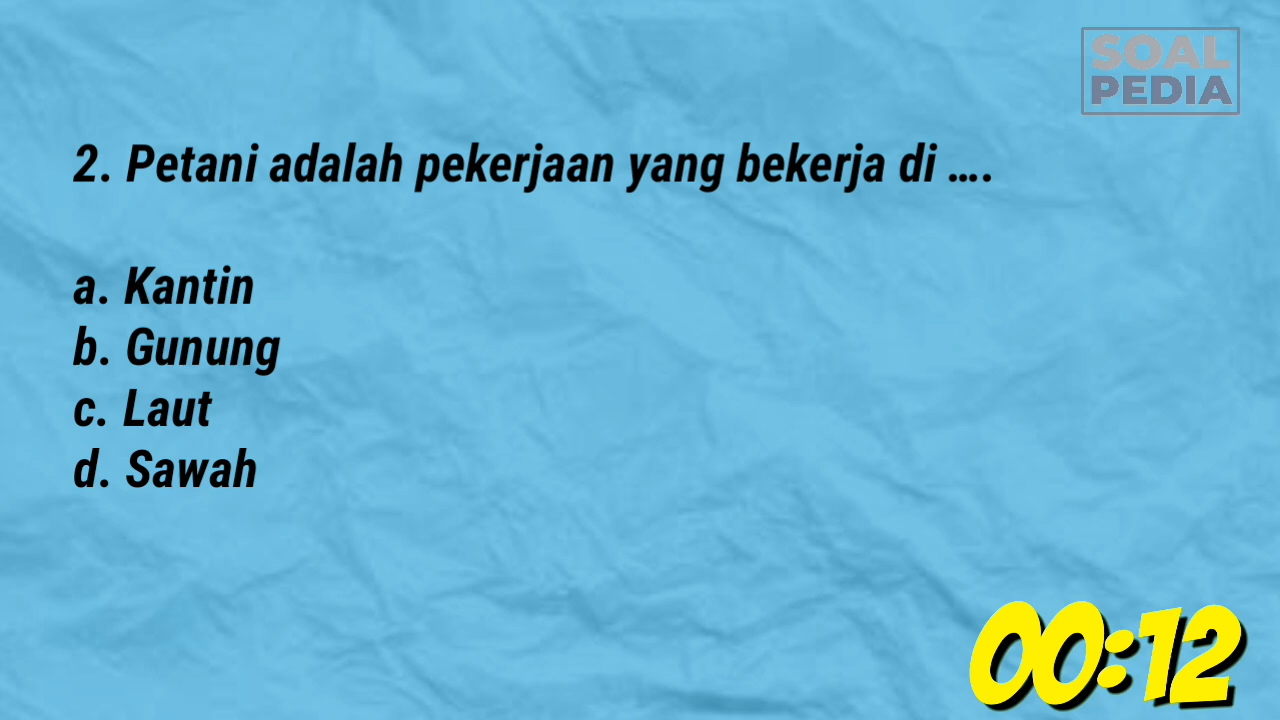 SOAL
PEDIA
2. Petani adalah pekerjaan yang bekerja di ....
a. Kantin
b. Gunung
c. Laut
d. Sawah
00:12